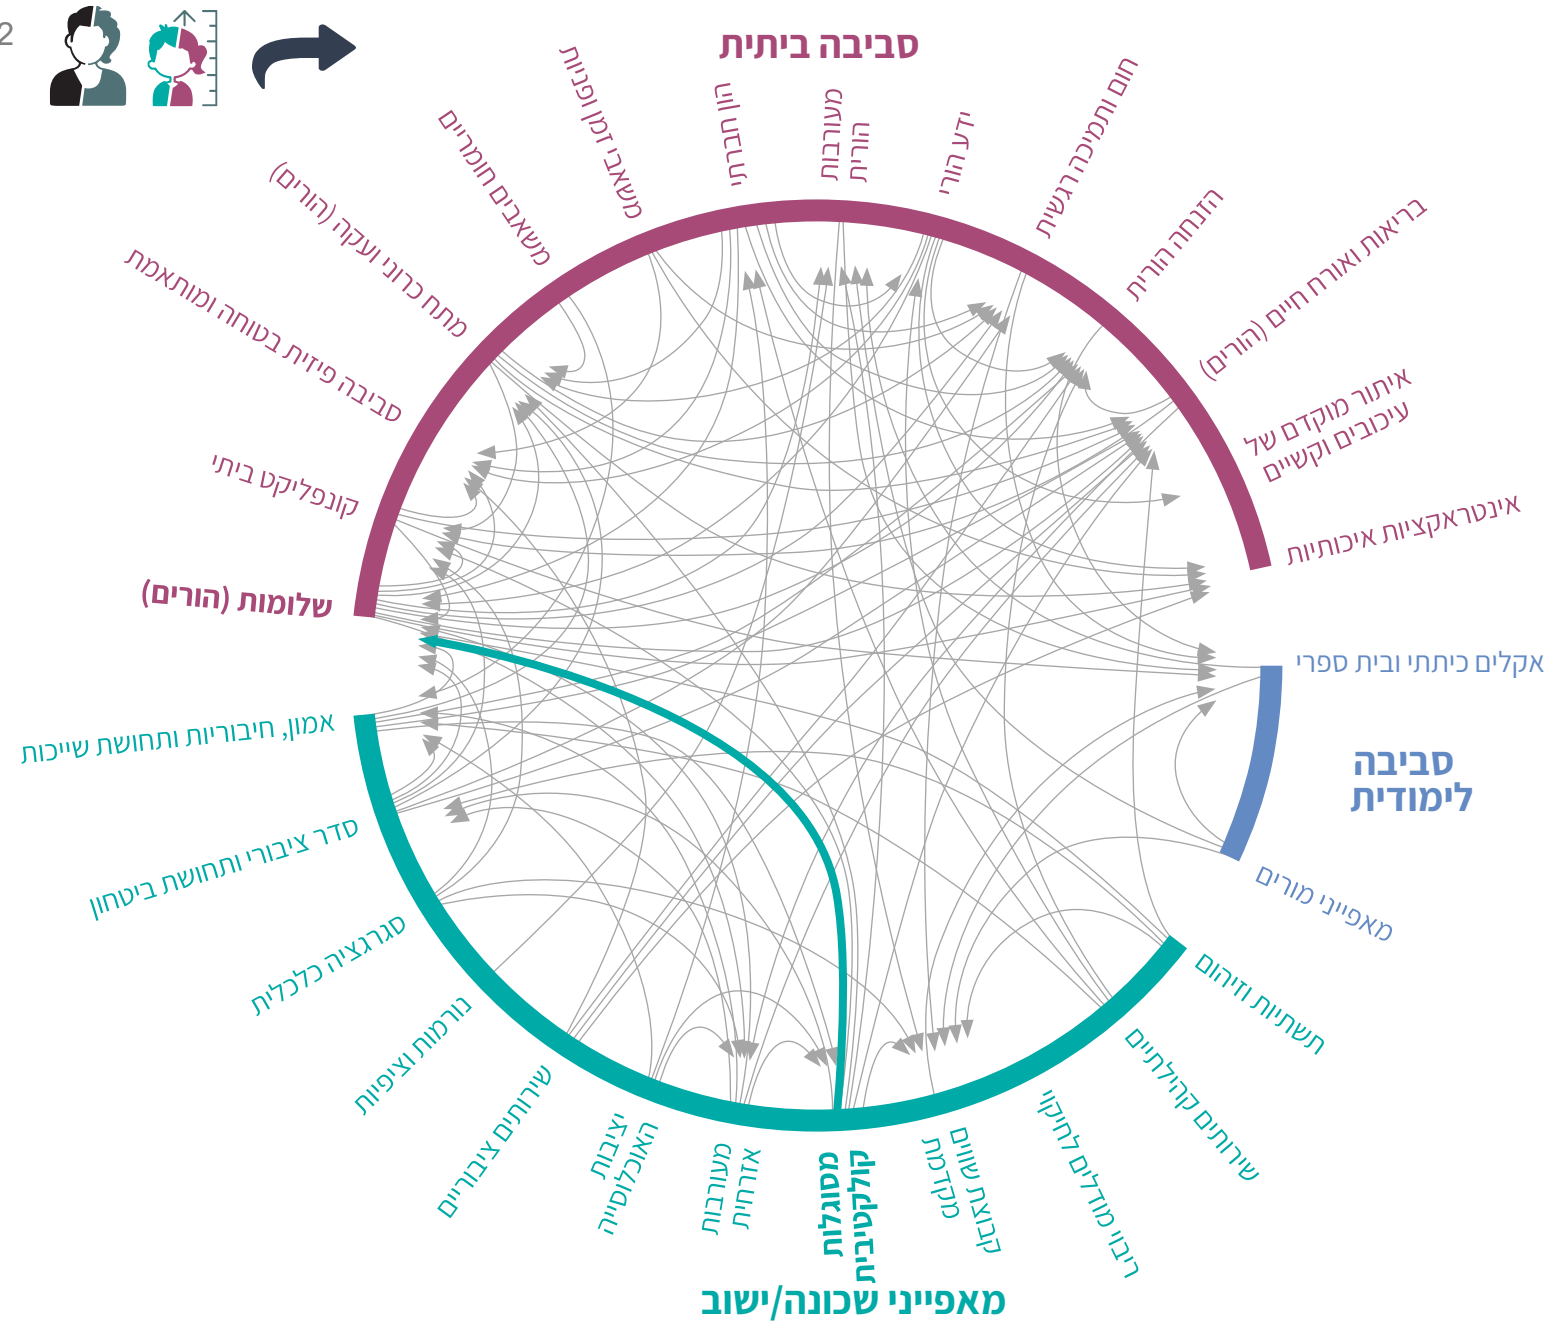 2
סביבה ביתית
משאבי זמן ופניות
הון תרבותי
מעורבות
הורית
ידע הורי
חום ותמיכה רגשית
משאבים חומריים
הזנחה הורית
מתח כרוני ועקה (הורים)
בריאות ואורח חיים (הורים)
סביבה פיזית בטוחה ומותאמת
איתור מוקדם של
עיכובים וקשיים
קונפליקט ביתי
אינטראקציות איכותיות
שלומות (הורים)
אקלים כיתתי ובית ספרי
אמון, חיבוריות ותחושת שייכות
סביבה
לימודית
סדר ציבורי ותחושת ביטחון
מאפייני מורים
סגרגציה כלכלית
תשתיות וזיהום
נורמות וציפיות
שירותים קהילתיים
שירותים ציבוריים
ריבוי מודלים לחיקוי
יציבות
האוכלוסייה
מעורבות
אזרחית
מסוגלות
קולקטיבית
קבוצת שווים
מקדמת
מאפייני שכונה/ישוב